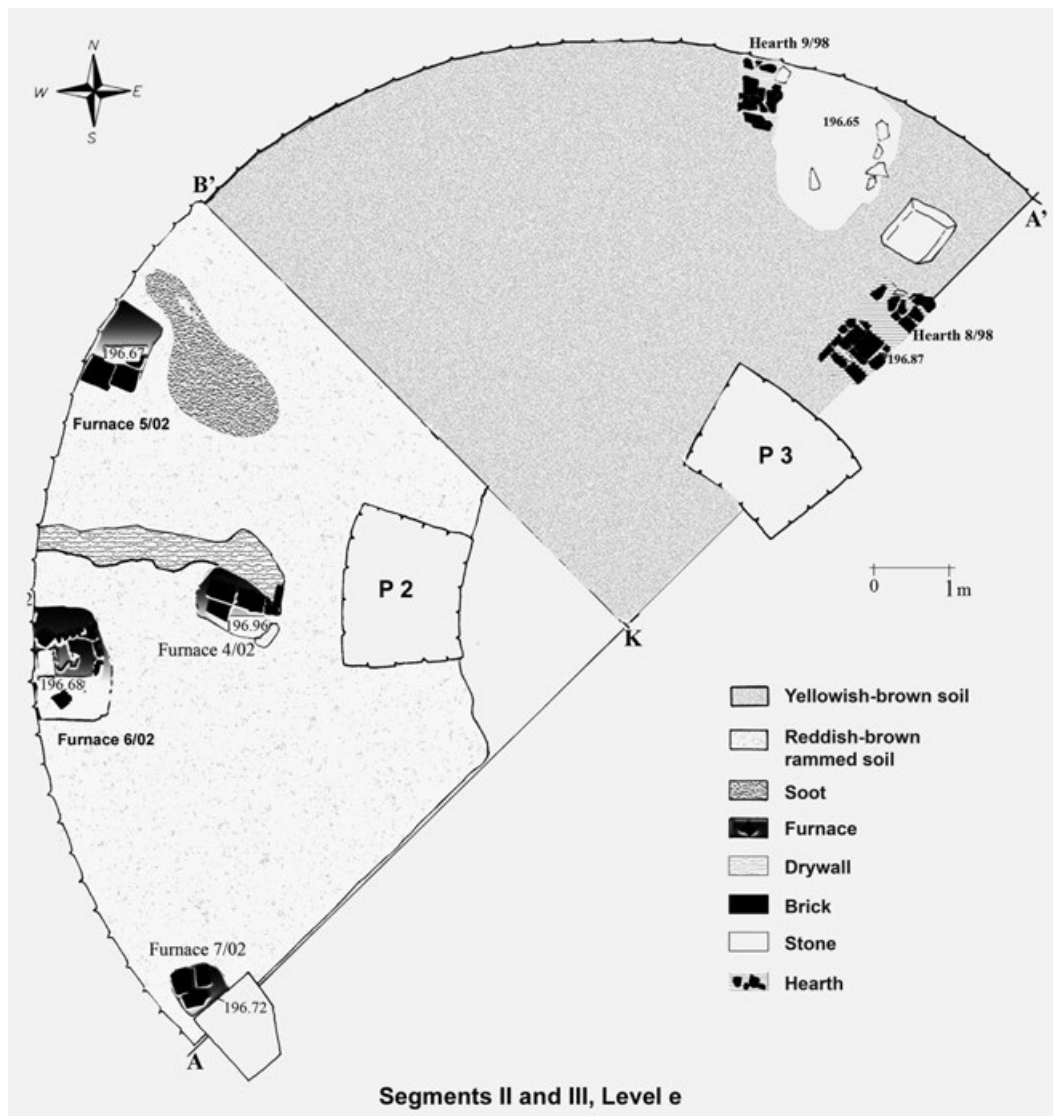 N
W E
S
Hearth 9/98
196.65
B'
A'
Hearth 8/98
196.87
196.67
Furnace 5/02
P 3
P 2
0 1 m
196.96
Furnace 4/02
K
196.68
Furnace 6/02
Yellowish-brown soil
Reddish-brown
rammed soil
Soot
Furnace
Drywall
Brick
Stone
Hearth
Furnace 7/02
196.72
A
Segments II and III, Level e